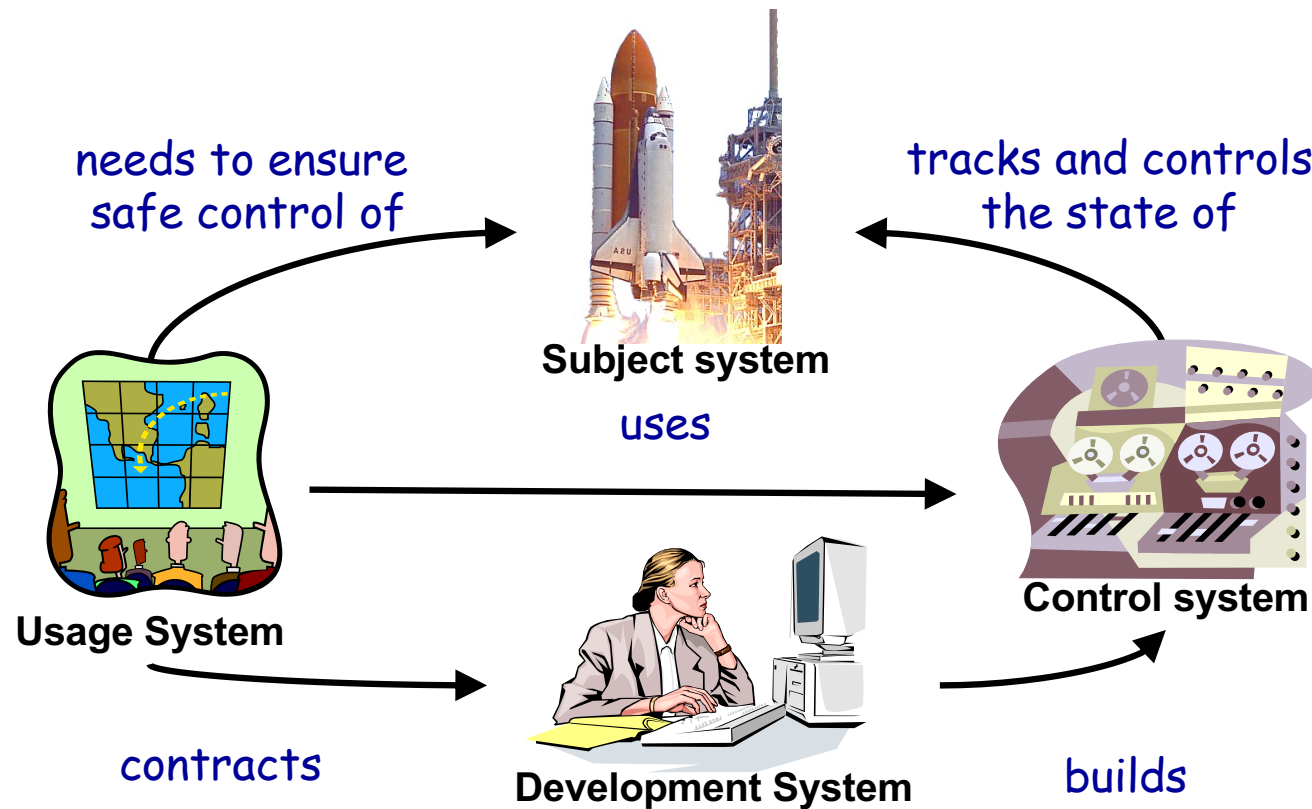 needs to ensure
safe control of
tracks and controls
the state of
USA
Subject system
uses
Usage System
Control system
contracts
Development System
builds